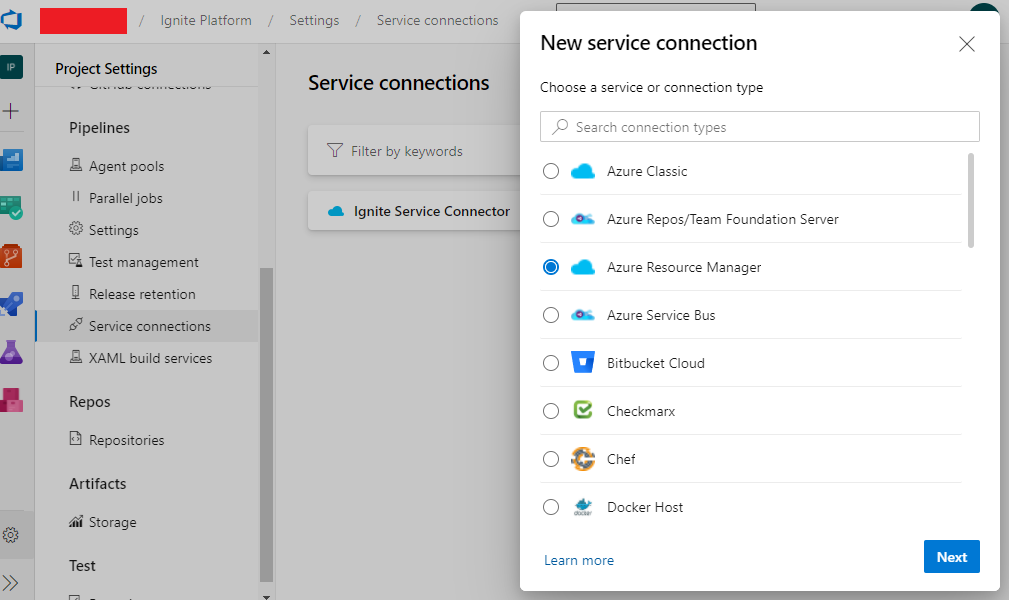 / Ignite Platform / Settings / Service connections
IP
Project Settings
GitHub connections
Pipelines
Agent pools
Parallel jobs
Settings
Test management
Release retention
Service connections
XAML build services
Repos
Repositories
Artifacts
Storage
Test
Service connections
Filter by keywords
Ignite Service Connector
New service connection
Choose a service or connection type
Search connection types
Azure Classic
Azure Repos/Team Foundation Server
Azure Resource Manager
Azure Service Bus
Bitbucket Cloud
Checkmarx
Chef
docker
Docker Host
Learn more
Next